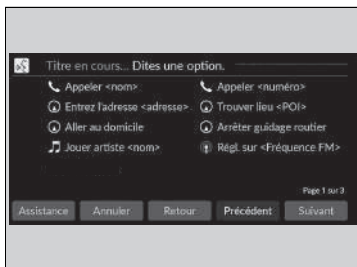 Titre en cours... Dites une option.
Appeler <nom>
Appeler <numéro>
Entrez l'adresse <adresse>
Trouver lieu <POI>
Aller au domicile
Arrêter guidage routier
Jouer artiste <nom>
Régl. sur <Fréquence FM>
Page 1 sur 3
Assistance
Annuler
Retour
Précédent
Suivant